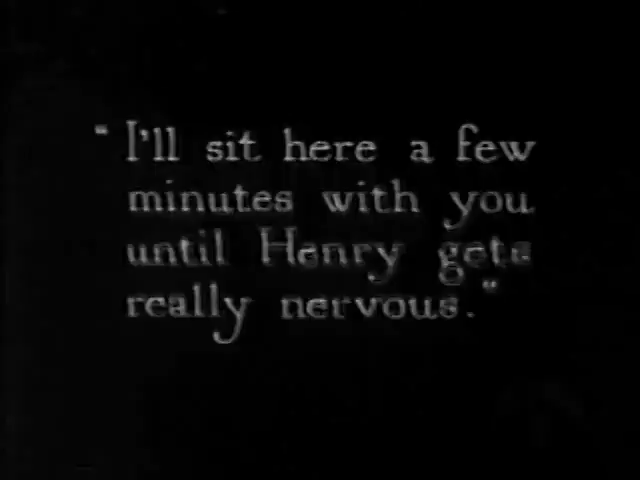 "I'll sit here a few
minutes with you
until Henry gets
really nervous."